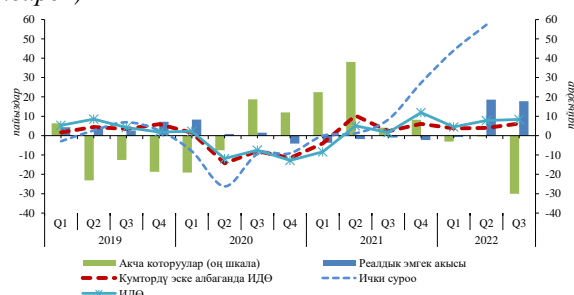 60 60
50 50
40 40
30 30
20 20
10 10
0 0
-10 -10
-20 -20
-30 -30
-40 -40
пайыздар
пайыздар
Q1 Q2 Q3 Q4 Q1 Q2 Q3 Q4 Q1 Q2 Q3 Q4 Q1 Q2 Q3
2019 2020 2021 2022
Акча которуулар (оң шкала) Реалдык эмгек акысы
Кумтордү эске албаганда ИДӨ Ички суроо
ИДӨ